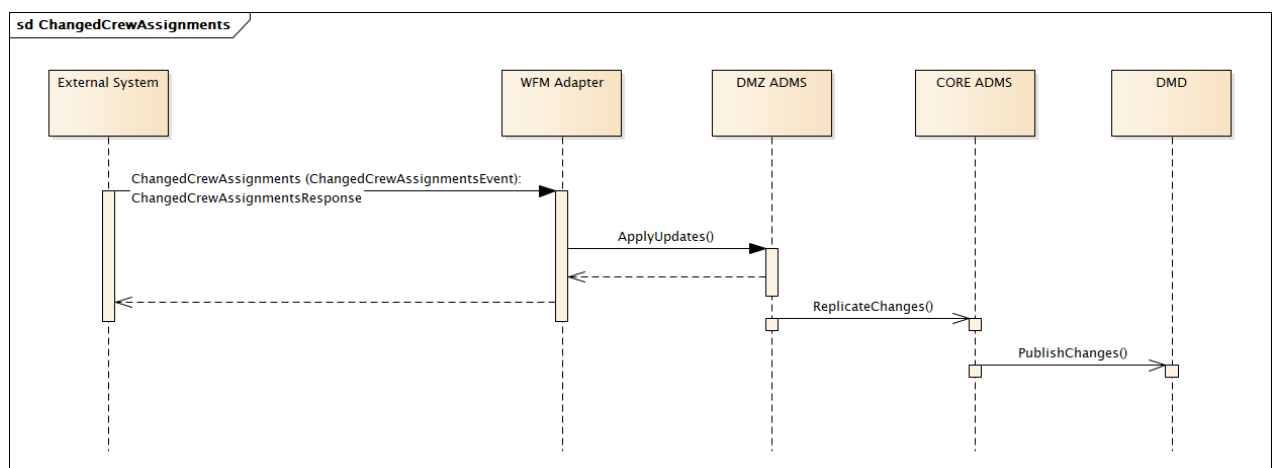 sd ChangedCrewAssignments
External System
WFM Adapter
DMZ ADMS
CORE ADMS
DMD
ChangedCrewAssignments (ChangedCrewAssignmentsEvent):
ChangedCrewAssignmentsResponse
ApplyUpdates()
ReplicateChanges()
PublishChanges()